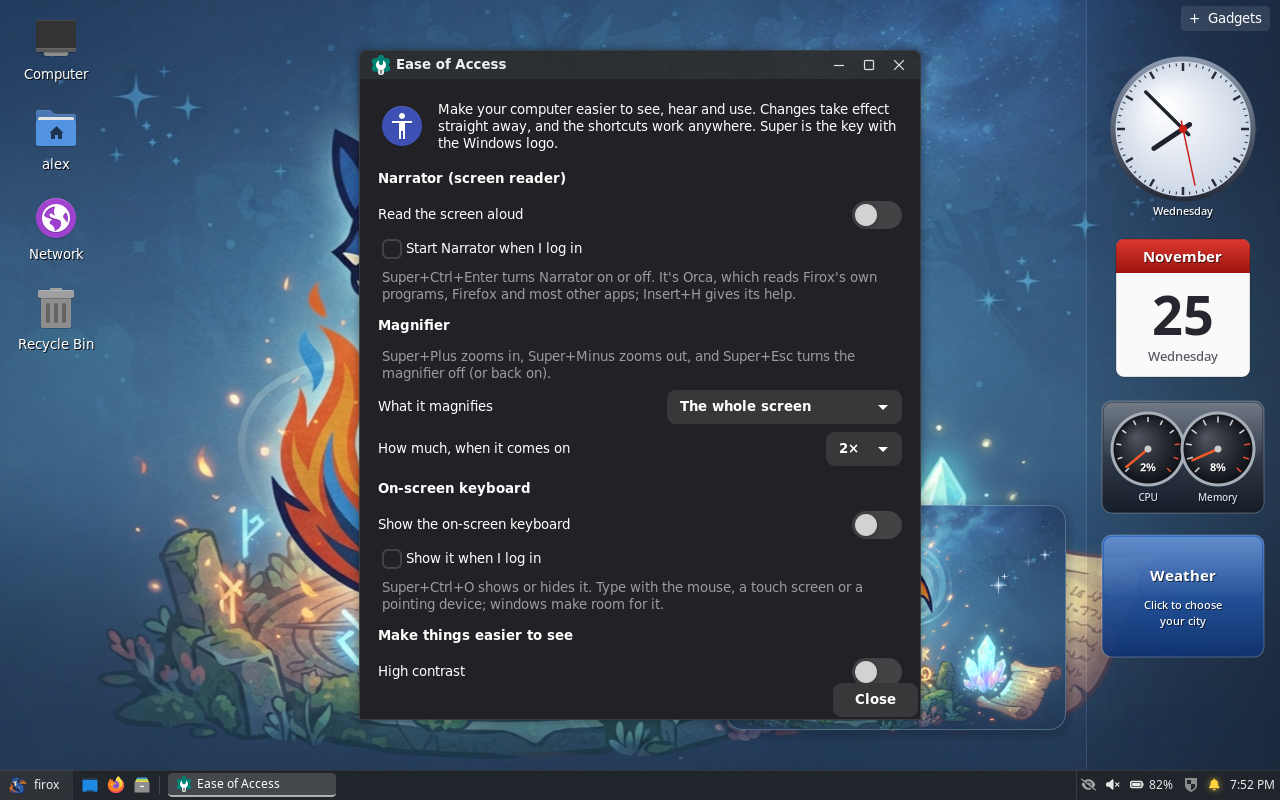 + Gadgets
Computer
alex
Network
Recycle Bin
Ease of Access
Make your computer easier to see, hear and use. Changes take effect
straight away, and the shortcuts work anywhere. Super is the key with
the Windows logo.
Narrator (screen reader)
Read the screen aloud
Start Narrator when I log in
Super+Ctrl+Enter turns Narrator on or off. It's Orca, which reads Firox's own
programs, Firefox and most other apps; Insert+H gives its help.
Magnifier
Super+Plus zooms in, Super+Minus zooms out, and Super+Esc turns the
magnifier off (or back on).
What it magnifies
The whole screen
How much, when it comes on
2×
On-screen keyboard
Show the on-screen keyboard
Show it when I log in
Super+Ctrl+O shows or hides it. Type with the mouse, a touch screen or a
pointing device; windows make room for it.
Make things easier to see
High contrast
Close
Wednesday
November
25
Wednesday
2%
8%
CPU
Memory
Weather
Click to choose
your city
firox
Ease of Access
82%
7:52 PM